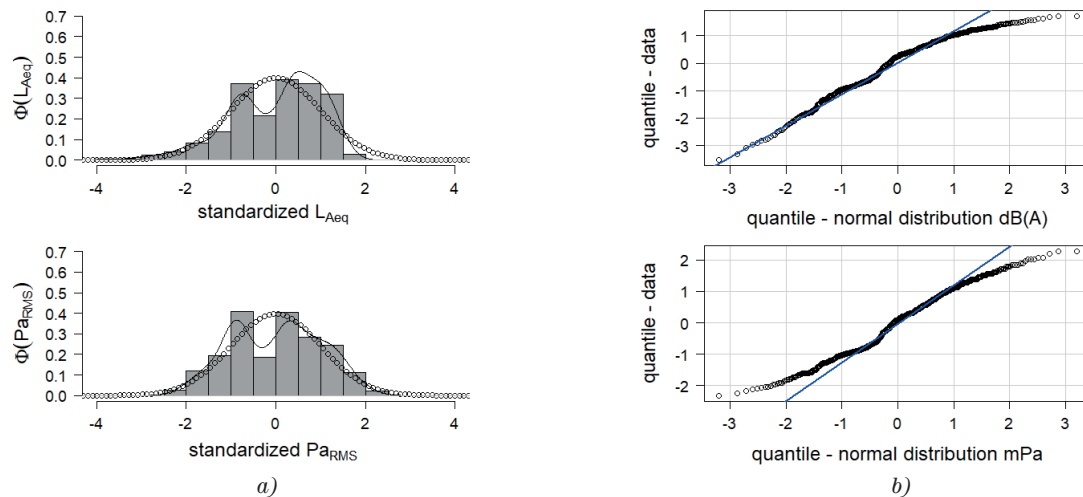 0.7
0.6
0.5
0.4
0.3
0.2
0.1
0.0
Φ(L_Aeq)
-4 -2 0 2 4
standardized L_Aeq
1
0
-1
-2
-3
quantile - data
-3 -2 -1 0 1 2 3
quantile - normal distribution dB(A)
0.7
0.6
0.5
0.4
0.3
0.2
0.1
0.0
Φ(Pa_RMS)
-4 -2 0 2 4
standardized Pa_RMS
2
1
0
-1
-2
quantile - data
-3 -2 -1 0 1 2 3
quantile - normal distribution mPa
a)
b)